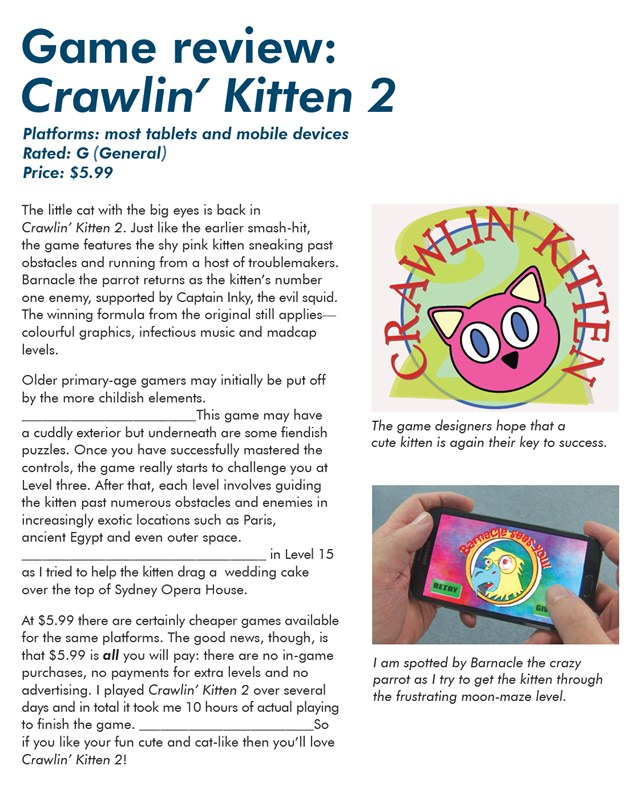 Game review:
Crawlin’ Kitten 2
Platforms: most tablets and mobile devices
Rated: G (General)
Price: $5.99
The little cat with the big eyes is back in
Crawlin’ Kitten 2. Just like the earlier smash-hit,
the game features the shy pink kitten sneaking past
obstacles and running from a host of troublemakers.
Barnacle the parrot returns as the kitten’s number
one enemy, supported by Captain Inky, the evil squid.
The winning formula from the original still applies—
colourful graphics, infectious music and madcap
levels.
Older primary-age gamers may initially be put off
by the more childish elements.
________________________This game may have
a cuddly exterior but underneath are some fiendish
puzzles. Once you have successfully mastered the
controls, the game really starts to challenge you at
Level three. After that, each level involves guiding
the kitten past numerous obstacles and enemies in
increasingly exotic locations such as Paris,
ancient Egypt and even outer space.
__________________________________ in Level 15
as I tried to help the kitten drag a wedding cake
over the top of Sydney Opera House.
At $5.99 there are certainly cheaper games available
for the same platforms. The good news, though, is
that $5.99 is all you will pay: there are no in-game
purchases, no payments for extra levels and no
advertising. I played Crawlin’ Kitten 2 over several
days and in total it took me 10 hours of actual playing
to finish the game. ________________________So
if you like your fun cute and cat-like then you’ll love
Crawlin’ Kitten 2!
CRAWLIN’ KITTEN
2
The game designers hope that a
cute kitten is again their key to success.
Barnacle sees you!!
RETRY
GIV
I am spotted by Barnacle the crazy
parrot as I try to get the kitten through
the frustrating moon-maze level.